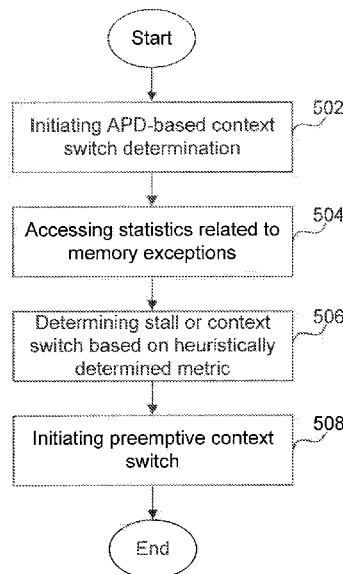 Start
502
Initiating APD-based context
switch determination
504
Accessing statistics related to
memory exceptions
506
Determining stall or context
switch based on heuristically
determined metric
508
Initiating preemptive context
switch
End